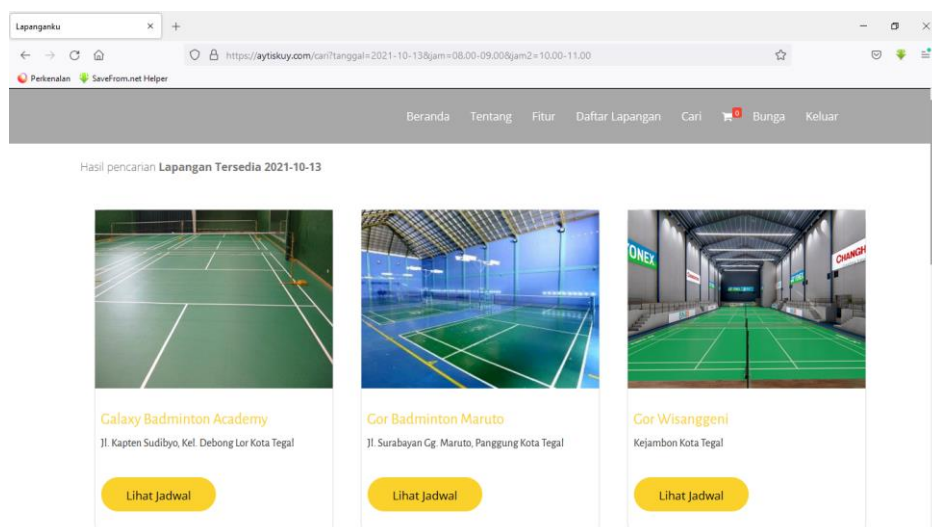 Lapanganku
https://aytiskuy.com/cari?tanggal=2021-10-13&jam=08.00-09.00&jam2=10.00-11.00
Perkenalan SaveFrom.net Helper
Beranda Tentang Fitur Daftar Lapangan Cari 0 Bunga Keluar
Hasil pencarian Lapangan Tersedia 2021-10-13
YONEX
CHANGH
Galaxy Badminton Academy Gor Badminton Maruto Gor Wisanggeni
Jl. Kapten Sudibyo, Kel. Debong Lor Kota Tegal Jl. Surabayan Gg. Maruto, Panggung Kota Tegal Kejambon Kota Tegal
Lihat Jadwal Lihat Jadwal Lihat Jadwal